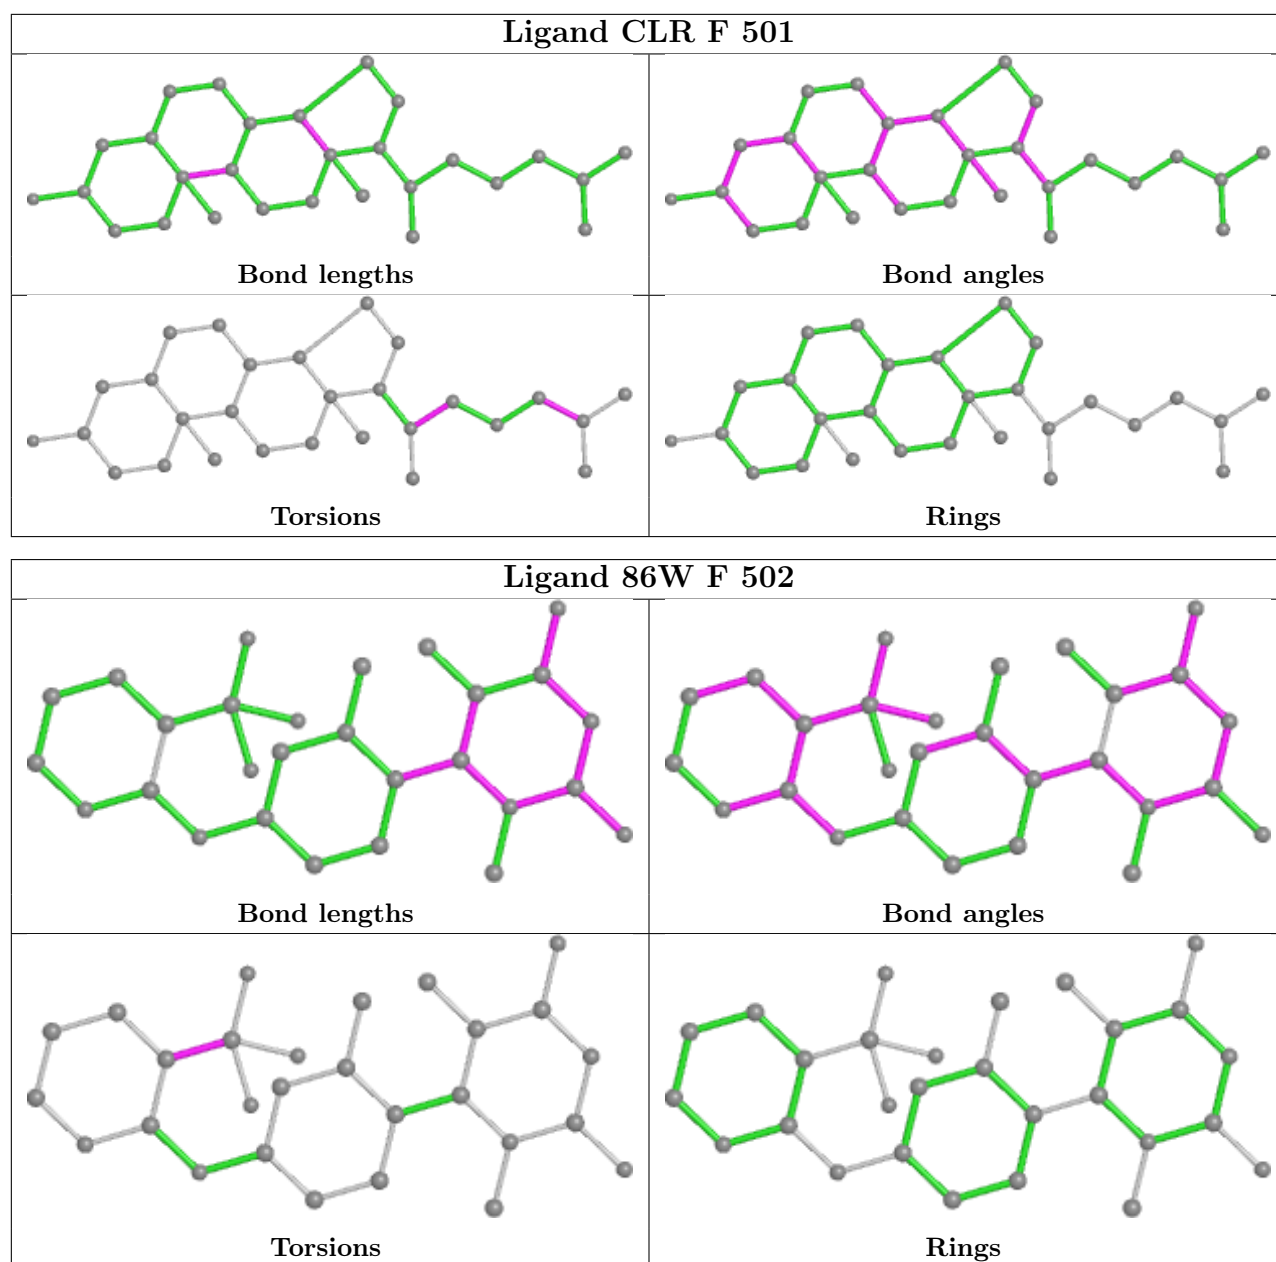 Ligand CLR F 501
Bond lengths
Bond angles
Torsions
Rings
Ligand 86W F 502
Bond lengths
Bond angles
Torsions
Rings